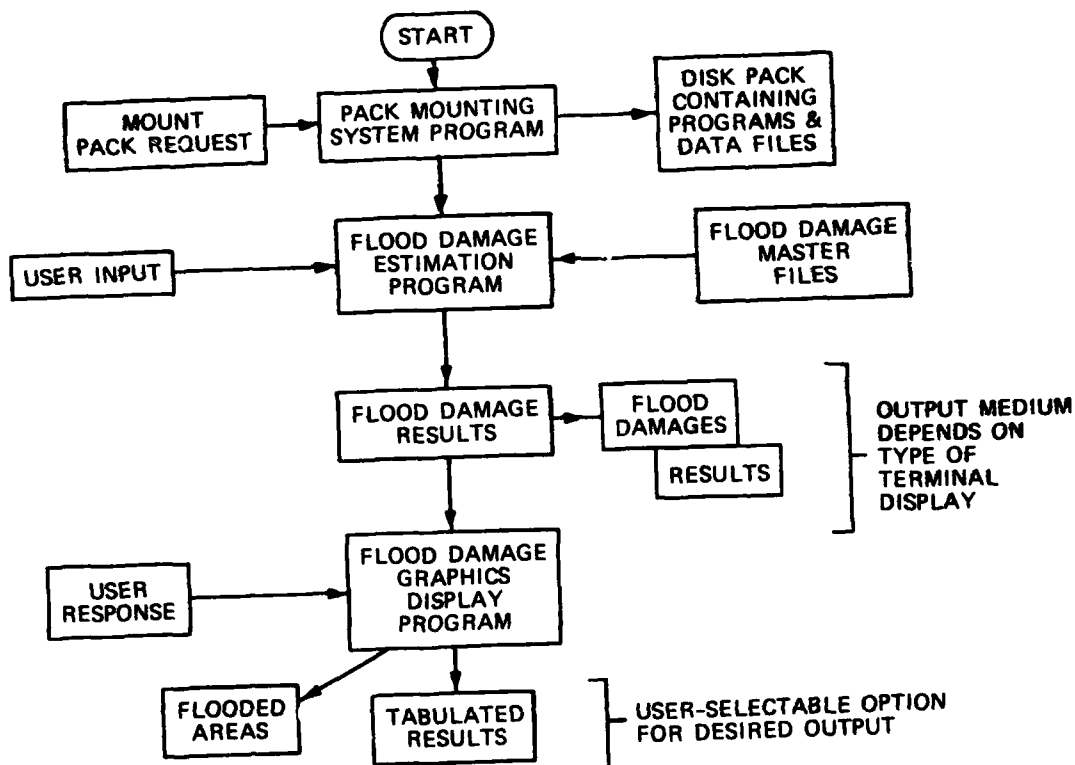 START
MOUNT
PACK REQUEST
PACK MOUNTING
SYSTEM PROGRAM
DISK PACK
CONTAINING
PROGRAMS &
DATA FILES
USER INPUT
FLOOD DAMAGE
ESTIMATION
PROGRAM
FLOOD DAMAGE
MASTER
FILES
FLOOD DAMAGE
RESULTS
FLOOD
DAMAGES
RESULTS
OUTPUT MEDIUM
DEPENDS ON
TYPE OF
TERMINAL
DISPLAY
USER
RESPONSE
FLOOD DAMAGE
GRAPHICS
DISPLAY
PROGRAM
FLOODED
AREAS
TABULATED
RESULTS
USER-SELECTABLE OPTION
FOR DESIRED OUTPUT